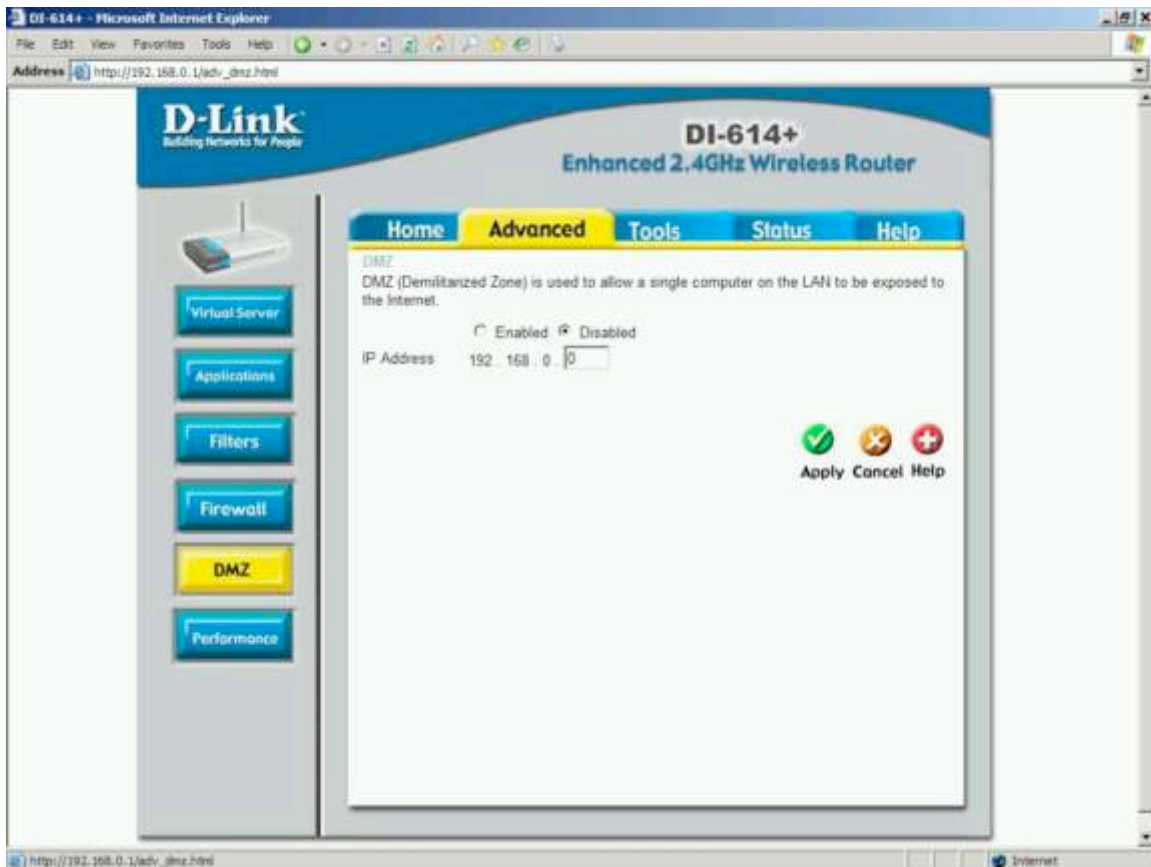 DI-614+ - Microsoft Internet Explorer
File Edit View Favorites Tools Help
Address http://192.168.0.1/adv_dmz.html
D-Link
Building Networks for People
DI-614+
Enhanced 2.4GHz Wireless Router
Home Advanced Tools Status Help
DMZ
DMZ (Demilitarized Zone) is used to allow a single computer on the LAN to be exposed to
the Internet.
Enabled Disabled
IP Address 192 . 168 . 0 . 0
Virtual Server
Applications
Filters
Firewall
DMZ
Performance
Apply Cancel Help
http://192.168.0.1/adv_dmz.html Internet